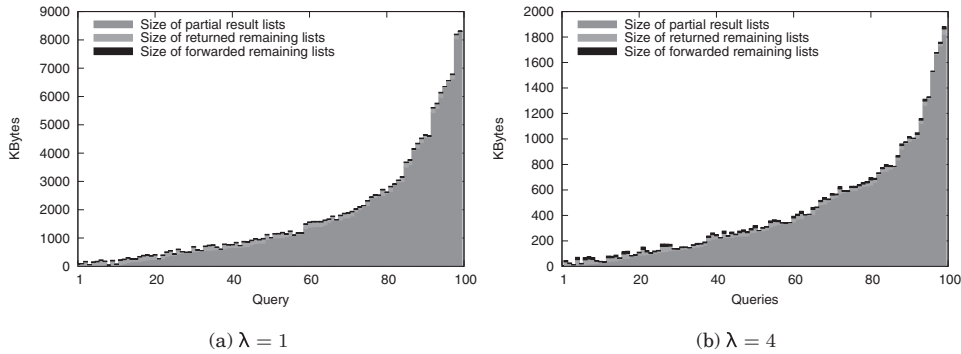 9000
8000
7000
6000
5000
4000
3000
2000
1000
0
KBytes
Size of partial result lists
Size of returned remaining lists
Size of forwarded remaining lists
1 20 40 60 80 100
Query
(a) λ = 1
2000
1800
1600
1400
1200
1000
800
600
400
200
0
KBytes
Size of partial result lists
Size of returned remaining lists
Size of forwarded remaining lists
1 20 40 60 80 100
Queries
(b) λ = 4